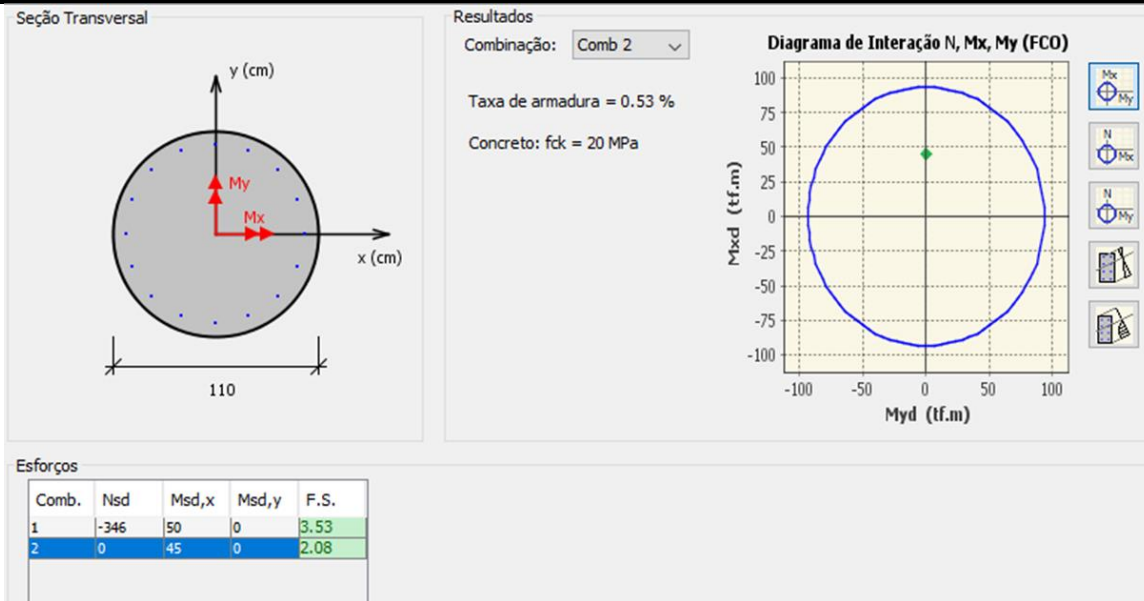 Seção Transversal
y (cm)
My
Mx
x (cm)
110
Resultados
Combinação: Comb 2
Taxa de armadura = 0.53 %
Concreto: fck = 20 MPa
Diagrama de Interação N, Mx, My (FCO)
Mxd (tf.m)
100
75
50
25
0
-25
-50
-75
-100
-100 -50 0 50 100
Myd (tf.m)
Mx
My
N
Mx
N
My
Esforços
Comb. Nsd Msd,x Msd,y F.S.
1 -346 50 0 3.53
2 0 45 0 2.08